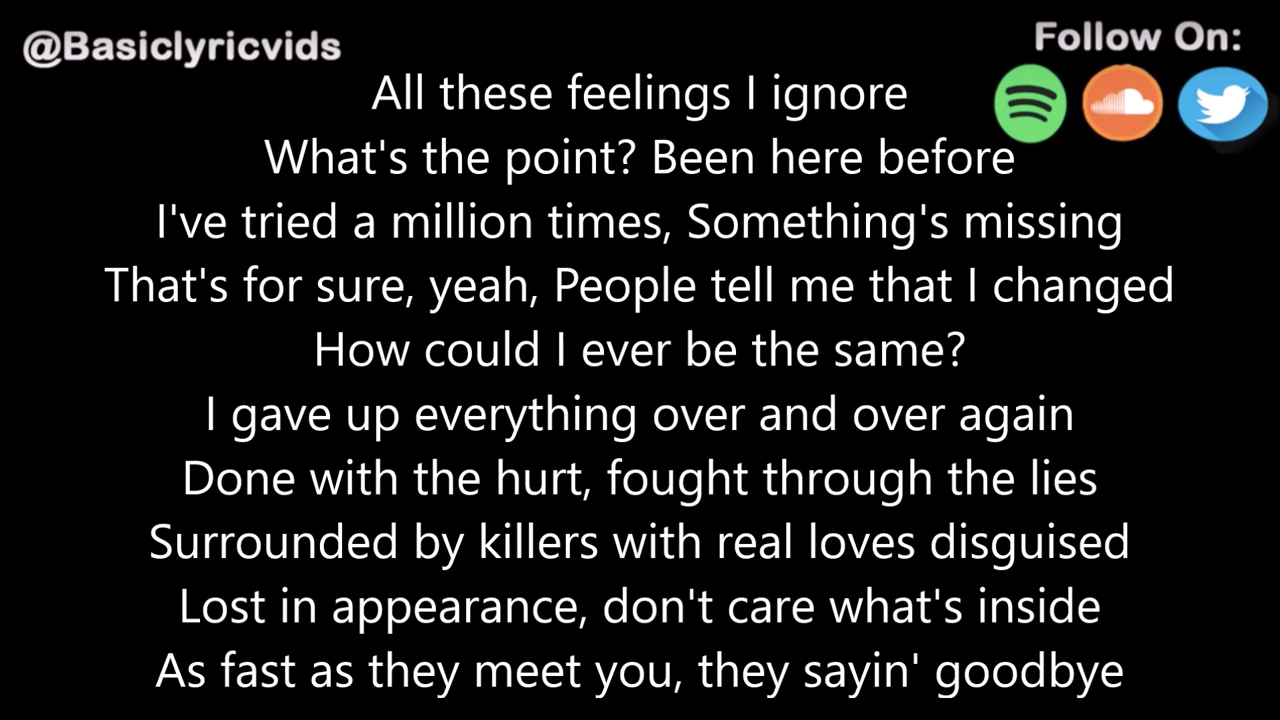 @Basiclyricvids
Follow On:
All these feelings I ignore
What's the point? Been here before
I've tried a million times, Something's missing
That's for sure, yeah, People tell me that I changed
How could I ever be the same?
I gave up everything over and over again
Done with the hurt, fought through the lies
Surrounded by killers with real loves disguised
Lost in appearance, don't care what's inside
As fast as they meet you, they sayin' goodbye